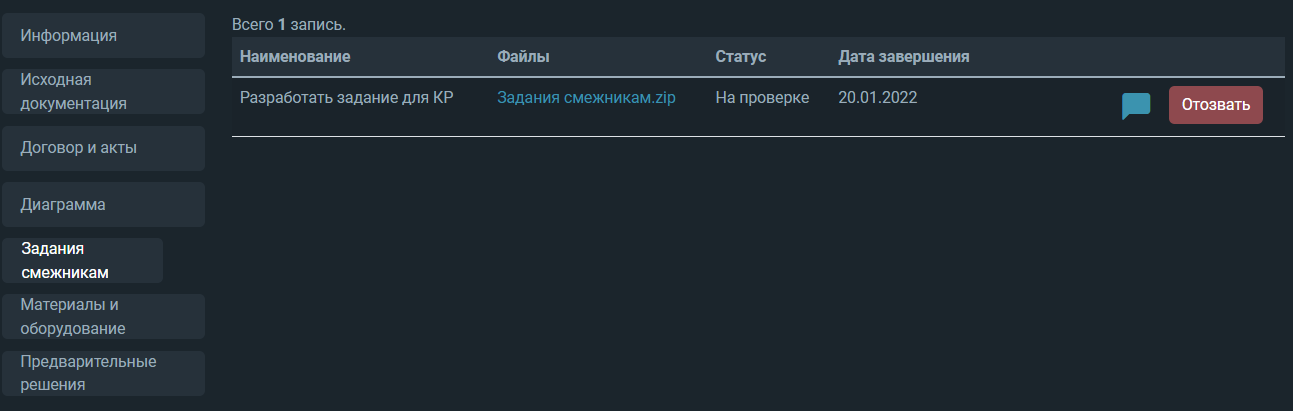 Информация
Исходная
документация
Договор и акты
Диаграмма
Задания
смежникам
Материалы и
оборудование
Предварительные
решения
Всего 1 запись.
Наименование Файлы Статус Дата завершения
Разработать задание для КР Задания смежникам.zip На проверке 20.01.2022 Отозвать